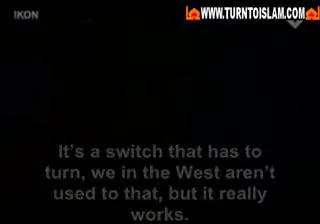 IKON
WWW.TURNTOISLAM.COM
It's a switch that has to
turn, we in the West aren't
used to that, but it really
works.